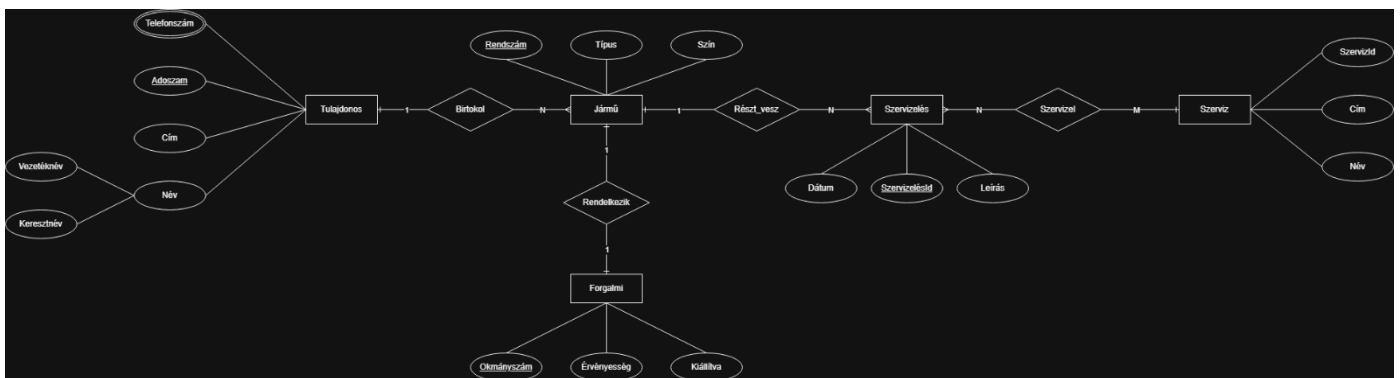 Telefonszám
Rendszám
Típus
Szín
SzervizId
Adoszam
Tulajdonos
1
Birtokol
N
Jármű
1
Részt_vesz
N
Szervizelés
N
Szervizel
M
Szerviz
Cím
Cím
1
Vezetéknév
Név
Dátum
SzervizelésId
Leírás
Név
Keresztnév
Rendelkezik
1
Forgalmi
Okmányszám
Érvényesség
Kiállítva